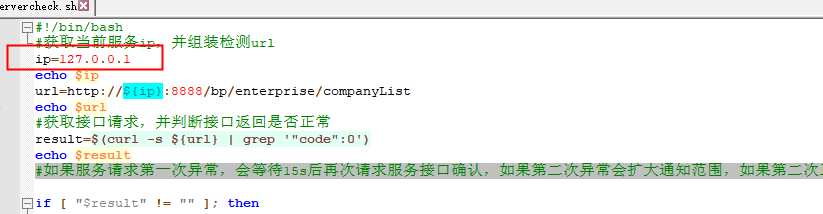 ervercheck.sh
#!/bin/bash
#获取当前服务ip，并组装检测url
ip=127.0.0.1
echo $ip
url=http://${ip}:8888/bp/enterprise/companyList
echo $url
#获取接口请求，并判断接口返回是否正常
result=$(curl -s ${url} | grep '"code":0')
echo $result
#如果服务请求第一次异常，会等待15s后再次请求服务接口确认，如果第二次异常会扩大通知范围，如果第二次
if [ "$result" != "" ]; then